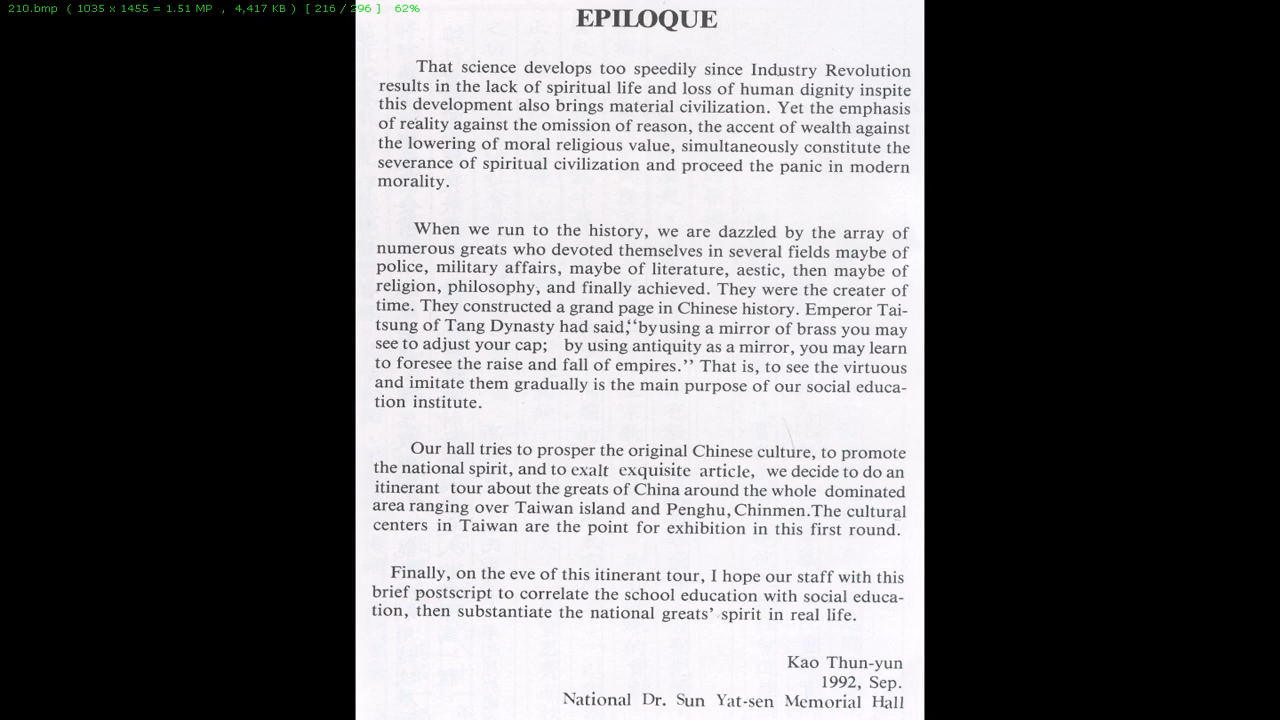 210.bmp ( 1035 x 1455 = 1.51 MP , 4,417 KB ) [ 216 / 296 ] 62%
EPILOQUE
That science develops too speedily since Industry Revolution
results in the lack of spiritual life and loss of human dignity inspite
this development also brings material civilization. Yet the emphasis
of reality against the omission of reason, the accent of wealth against
the lowering of moral religious value, simultaneously constitute the
severance of spiritual civilization and proceed the panic in modern
morality.
When we run to the history, we are dazzled by the array of
numerous greats who devoted themselves in several fields maybe of
police, military affairs, maybe of literature, aestic, then maybe of
religion, philosophy, and finally achieved. They were the creater of
time. They constructed a grand page in Chinese history. Emperor Tai-
tsung of Tang Dynasty had said,“by using a mirror of brass you may
see to adjust your cap; by using antiquity as a mirror, you may learn
to foresee the raise and fall of empires.” That is, to see the virtuous
and imitate them gradually is the main purpose of our social educa-
tion institute.
Our hall tries to prosper the original Chinese culture, to promote
the national spirit, and to exalt exquisite article, we decide to do an
itinerant tour about the greats of China around the whole dominated
area ranging over Taiwan island and Penghu, Chinmen.The cultural
centers in Taiwan are the point for exhibition in this first round.
Finally, on the eve of this itinerant tour, I hope our staff with this
brief postscript to correlate the school education with social educa-
tion, then substantiate the national greats’ spirit in real life.
Kao Thun-yun
1992, Sep.
National Dr. Sun Yat-sen Memorial Hall